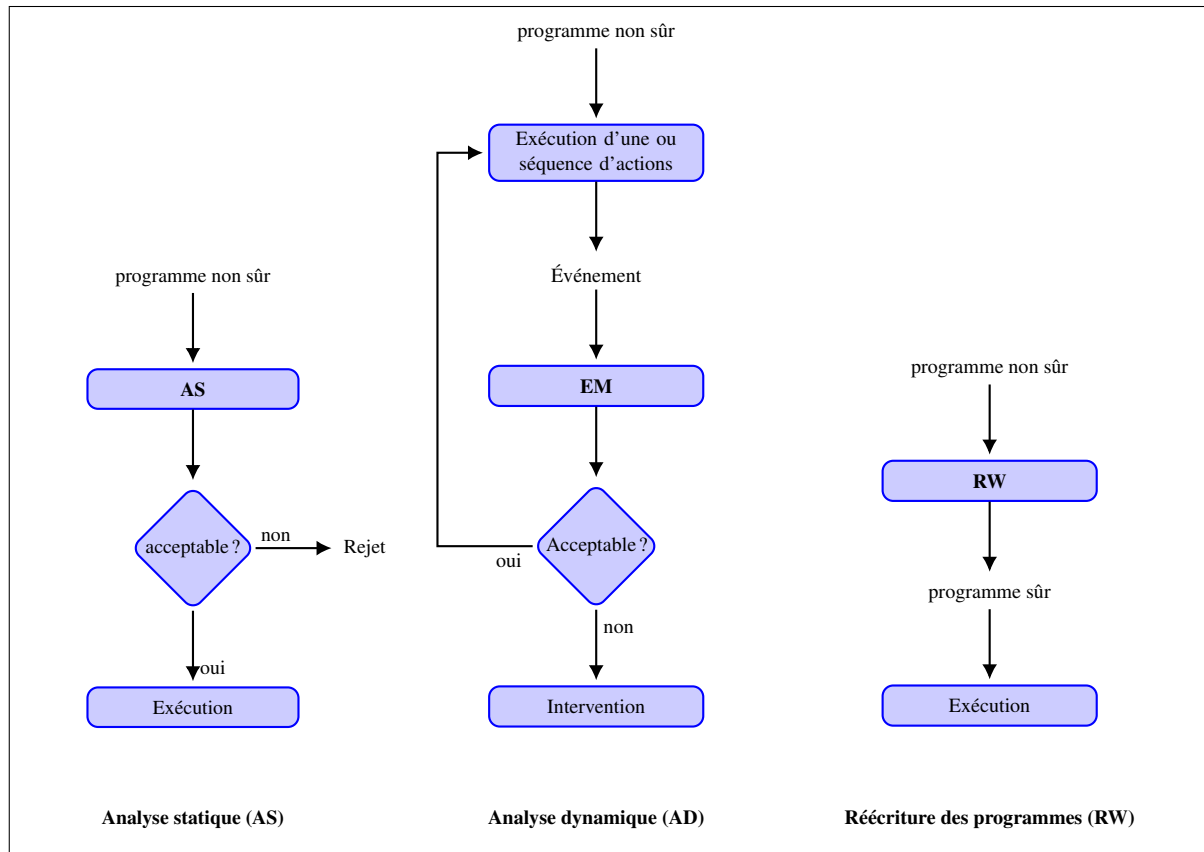 programme non sûr
AS
acceptable ?
non
Rejet
oui
Exécution
Analyse statique (AS)
programme non sûr
Exécution d'une ou
séquence d'actions
Événement
EM
Acceptable ?
oui
non
Intervention
Analyse dynamique (AD)
programme non sûr
RW
programme sûr
Exécution
Réécriture des programmes (RW)